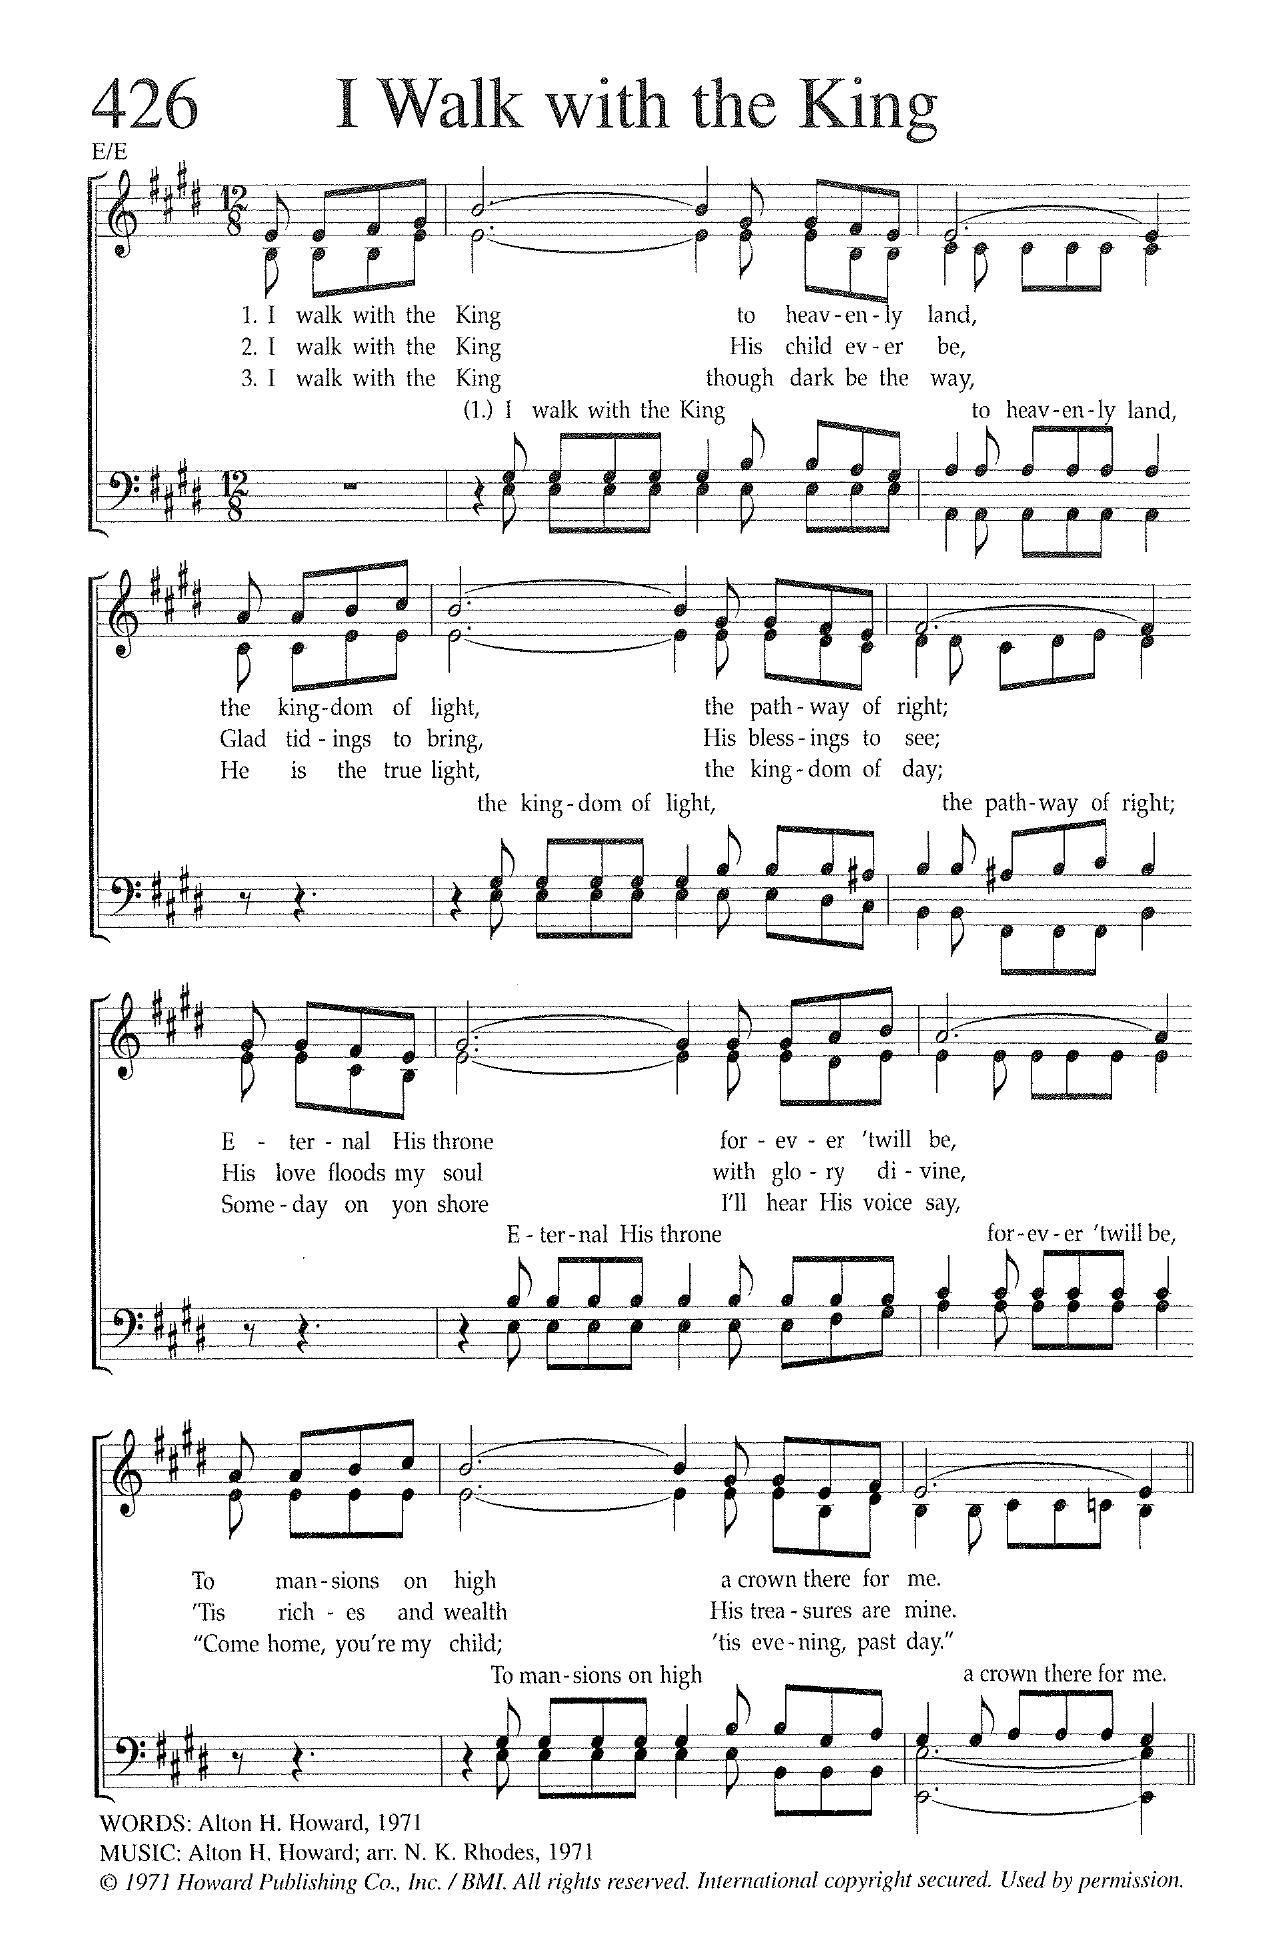 426 I Walk with the King
E/E
12
8
1. I walk with the King to heav-en-ly land,
2. I walk with the King His child ev-er be,
3. I walk with the King though dark be the way,
(1.) I walk with the King to heav-en-ly land,
12
8
the king-dom of light, the path-way of right;
Glad tid-ings to bring, His bless-ings to see;
He is the true light, the king-dom of day;
the king-dom of light, the path-way of right;
E - ter - nal His throne for - ev - er 'twill be,
His love floods my soul with glo - ry di - vine,
Some-day on yon shore I'll hear His voice say,
E-ter-nal His throne for-ev-er 'twill be,
To man-sions on high a crown there for me.
'Tis rich - es and wealth His trea-sures are mine.
"Come home, you're my child; 'tis eve-ning, past day."
To man-sions on high a crown there for me.
WORDS: Alton H. Howard, 1971
MUSIC: Alton H. Howard; arr. N. K. Rhodes, 1971
© 1971 Howard Publishing Co., Inc. / BMI. All rights reserved. International copyright secured. Used by permission.